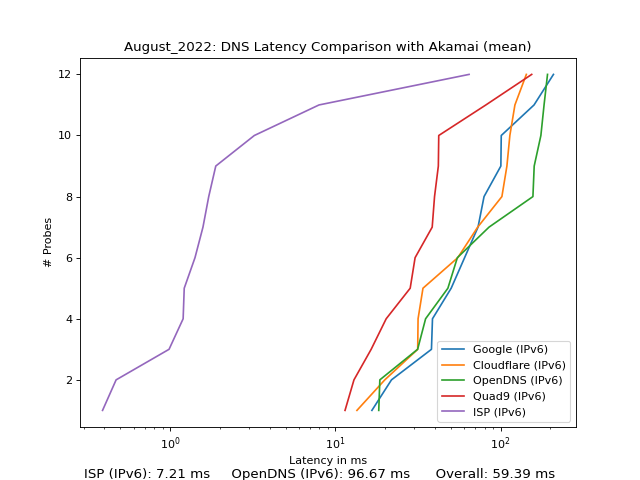 August_2022: DNS Latency Comparison with Akamai (mean)
12
10
8
6
4
2
# Probes
Google (IPv6)
Cloudflare (IPv6)
OpenDNS (IPv6)
Quad9 (IPv6)
ISP (IPv6)
10⁰ 10¹ 10²
Latency in ms
ISP (IPv6): 7.21 ms OpenDNS (IPv6): 96.67 ms Overall: 59.39 ms